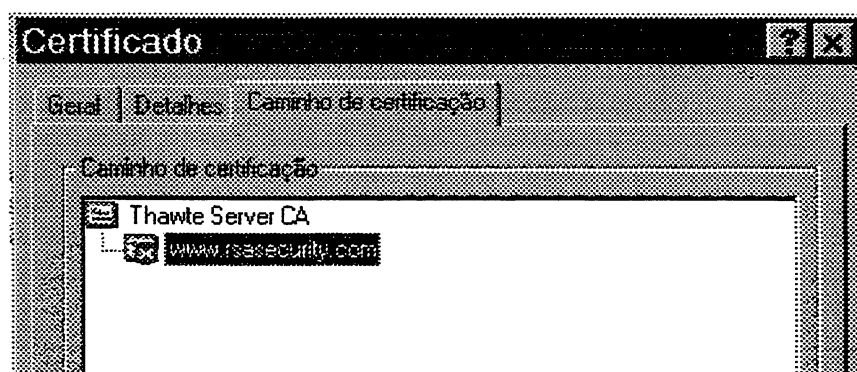 Certificado
Geral Detalhes Caminho de certificação
Caminho de certificação
Thawte Server CA
www.rsasecurity.com